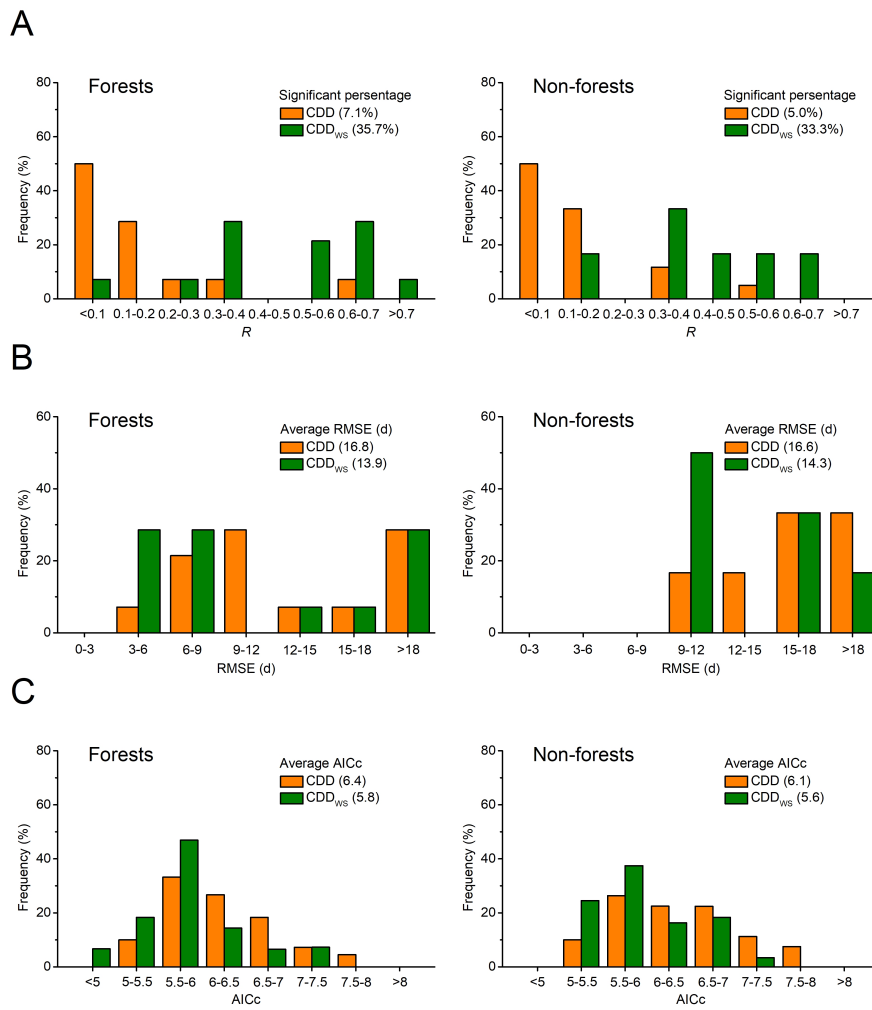 A
Forests
Significant persentage
CDD (7.1%)
CDDWS (35.7%)
Frequency (%)
80
60
40
20
0
<0.1 0.1-0.2 0.2-0.3 0.3-0.4 0.4-0.5 0.5-0.6 0.6-0.7 >0.7
R
Non-forests
Significant persentage
CDD (5.0%)
CDDWS (33.3%)
Frequency (%)
80
60
40
20
0
<0.1 0.1-0.2 0.2-0.3 0.3-0.4 0.4-0.5 0.5-0.6 0.6-0.7 >0.7
R
B
Forests
Average RMSE (d)
CDD (16.8)
CDDWS (13.9)
Frequency (%)
60
40
20
0
0-3 3-6 6-9 9-12 12-15 15-18 >18
RMSE (d)
Non-forests
Average RMSE (d)
CDD (16.6)
CDDWS (14.3)
Frequency (%)
60
40
20
0
0-3 3-6 6-9 9-12 12-15 15-18 >18
RMSE (d)
C
Forests
Average AICc
CDD (6.4)
CDDWS (5.8)
Frequency (%)
80
60
40
20
0
<5 5-5.5 5.5-6 6-6.5 6.5-7 7-7.5 7.5-8 >8
AICc
Non-forests
Average AICc
CDD (6.1)
CDDWS (5.6)
Frequency (%)
80
60
40
20
0
<5 5-5.5 5.5-6 6-6.5 6.5-7 7-7.5 7.5-8 >8
AICc